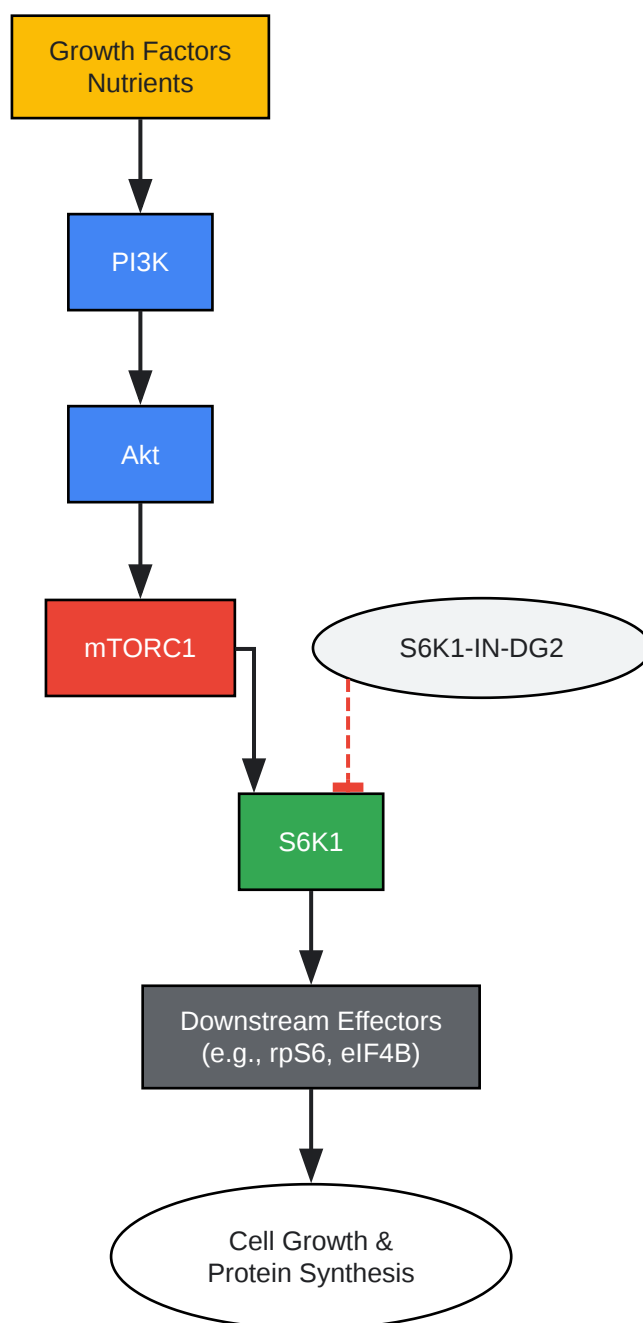 Growth Factors
Nutrients
PI3K
Akt
mTORC1
S6K1-IN-DG2
S6K1
Downstream Effectors
(e.g., rpS6, eIF4B)
Cell Growth &
Protein Synthesis